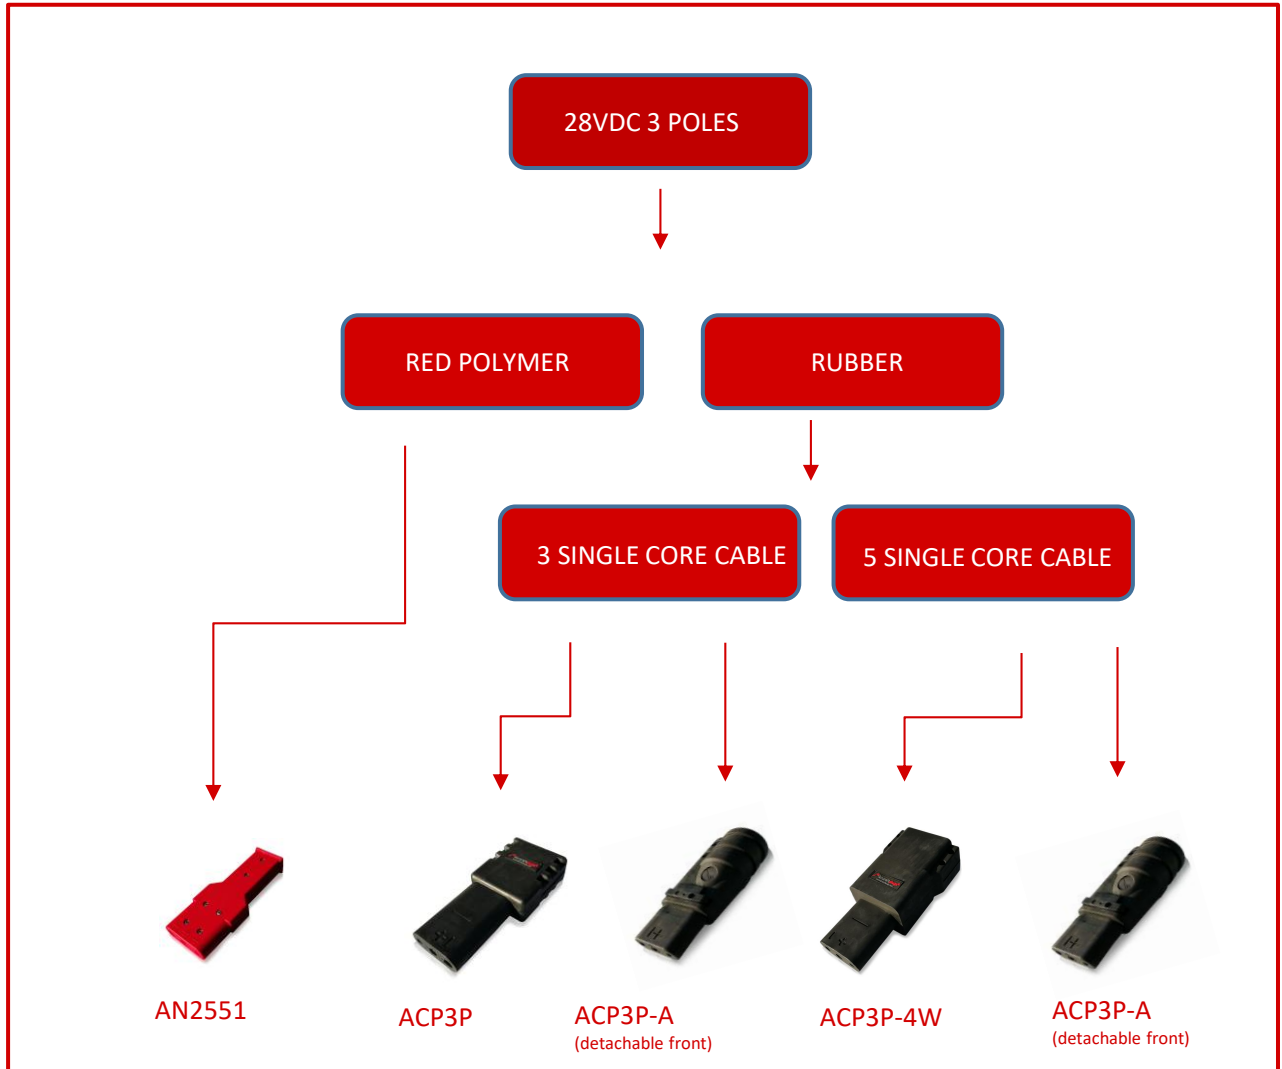 28VDC 3 POLES
RED POLYMER
RUBBER
3 SINGLE CORE CABLE
5 SINGLE CORE CABLE
AN2551
ACP3P
ACP3P-A
(detachable front)
ACP3P-4W
ACP3P-A
(detachable front)